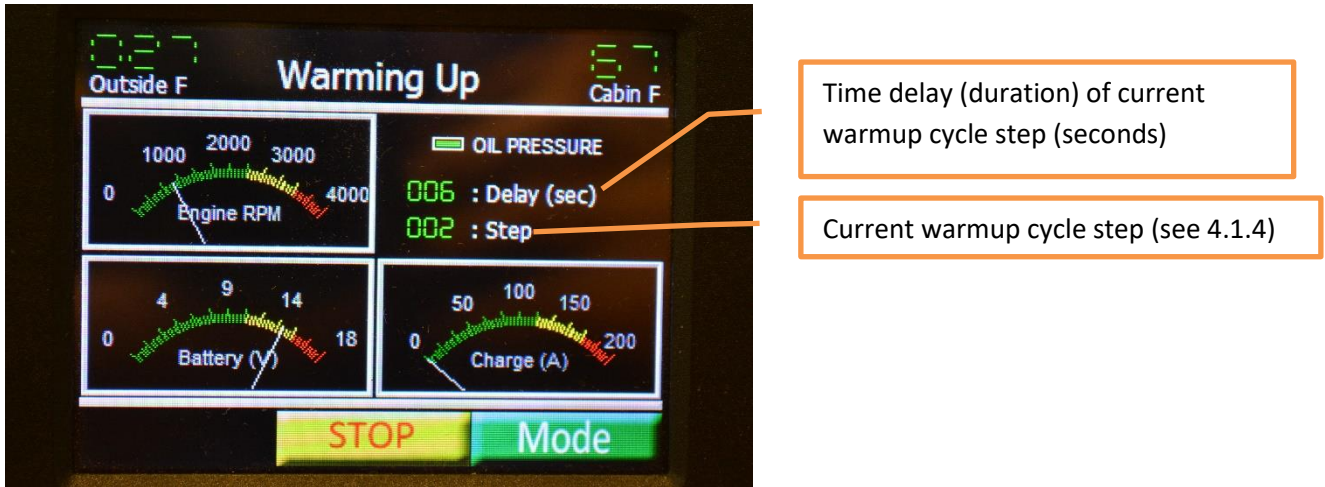 027
Outside F
Warming Up
57
Cabin F
0 1000 2000 3000 4000
Engine RPM
OIL PRESSURE
006 : Delay (sec)
002 : Step
0 4 9 14 18
Battery (V)
0 50 100 150 200
Charge (A)
STOP
Mode
Time delay (duration) of current
warmup cycle step (seconds)
Current warmup cycle step (see 4.1.4)